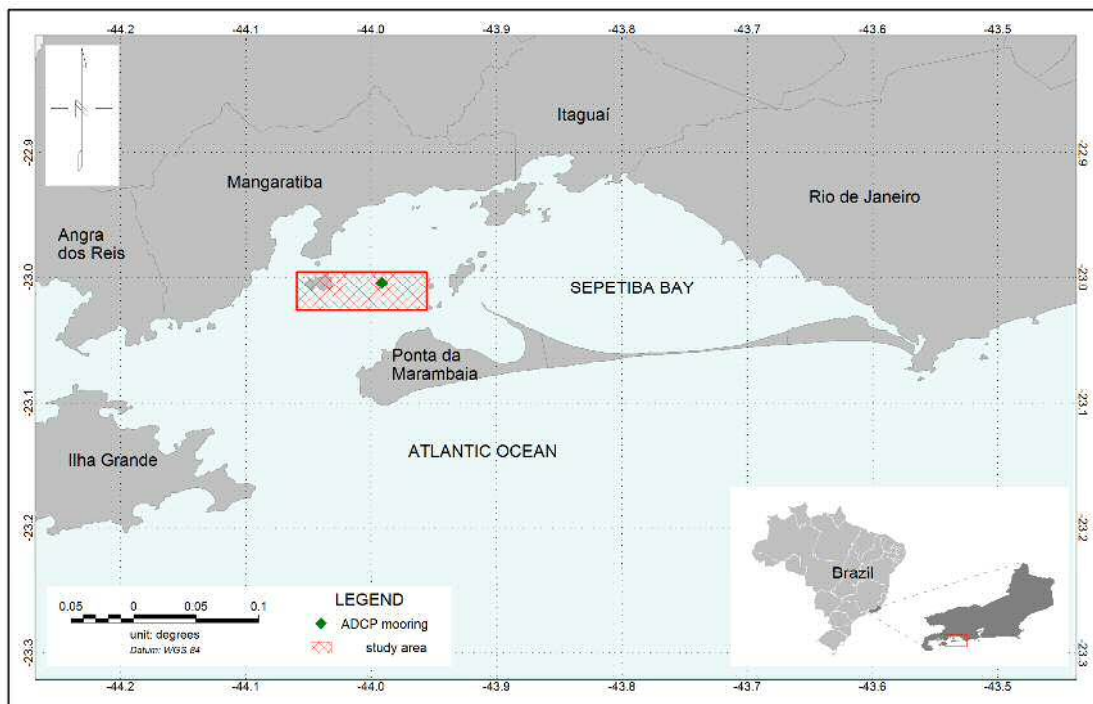 -44.2 -44.1 -44.0 -43.9 -43.8 -43.7 -43.6 -43.5
Itaguaí
-22.9 -22.9
Mangaratiba
Rio de Janeiro
Angra
dos Reis
-23.0 -23.0
SEPETIBA BAY
Ponta da
Marambaia
-23.1 -23.1
ATLANTIC OCEAN
Ilha Grande
-23.2 -23.2
Brazil
0.05 0 0.05 0.1
unit: degrees
Datum: WGS 84
LEGEND
ADCP mooring
study area
-23.3 -23.3
-44.2 -44.1 -44.0 -43.9 -43.8 -43.7 -43.6 -43.5